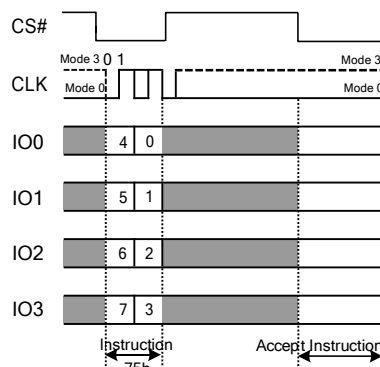 CS#
Mode 3 0 1 Mode 3
CLK Mode 0 Mode 0
IO0 4 0
IO1 5 1
IO2 6 2
IO3 7 3
Instruction Accept Instruction
75h